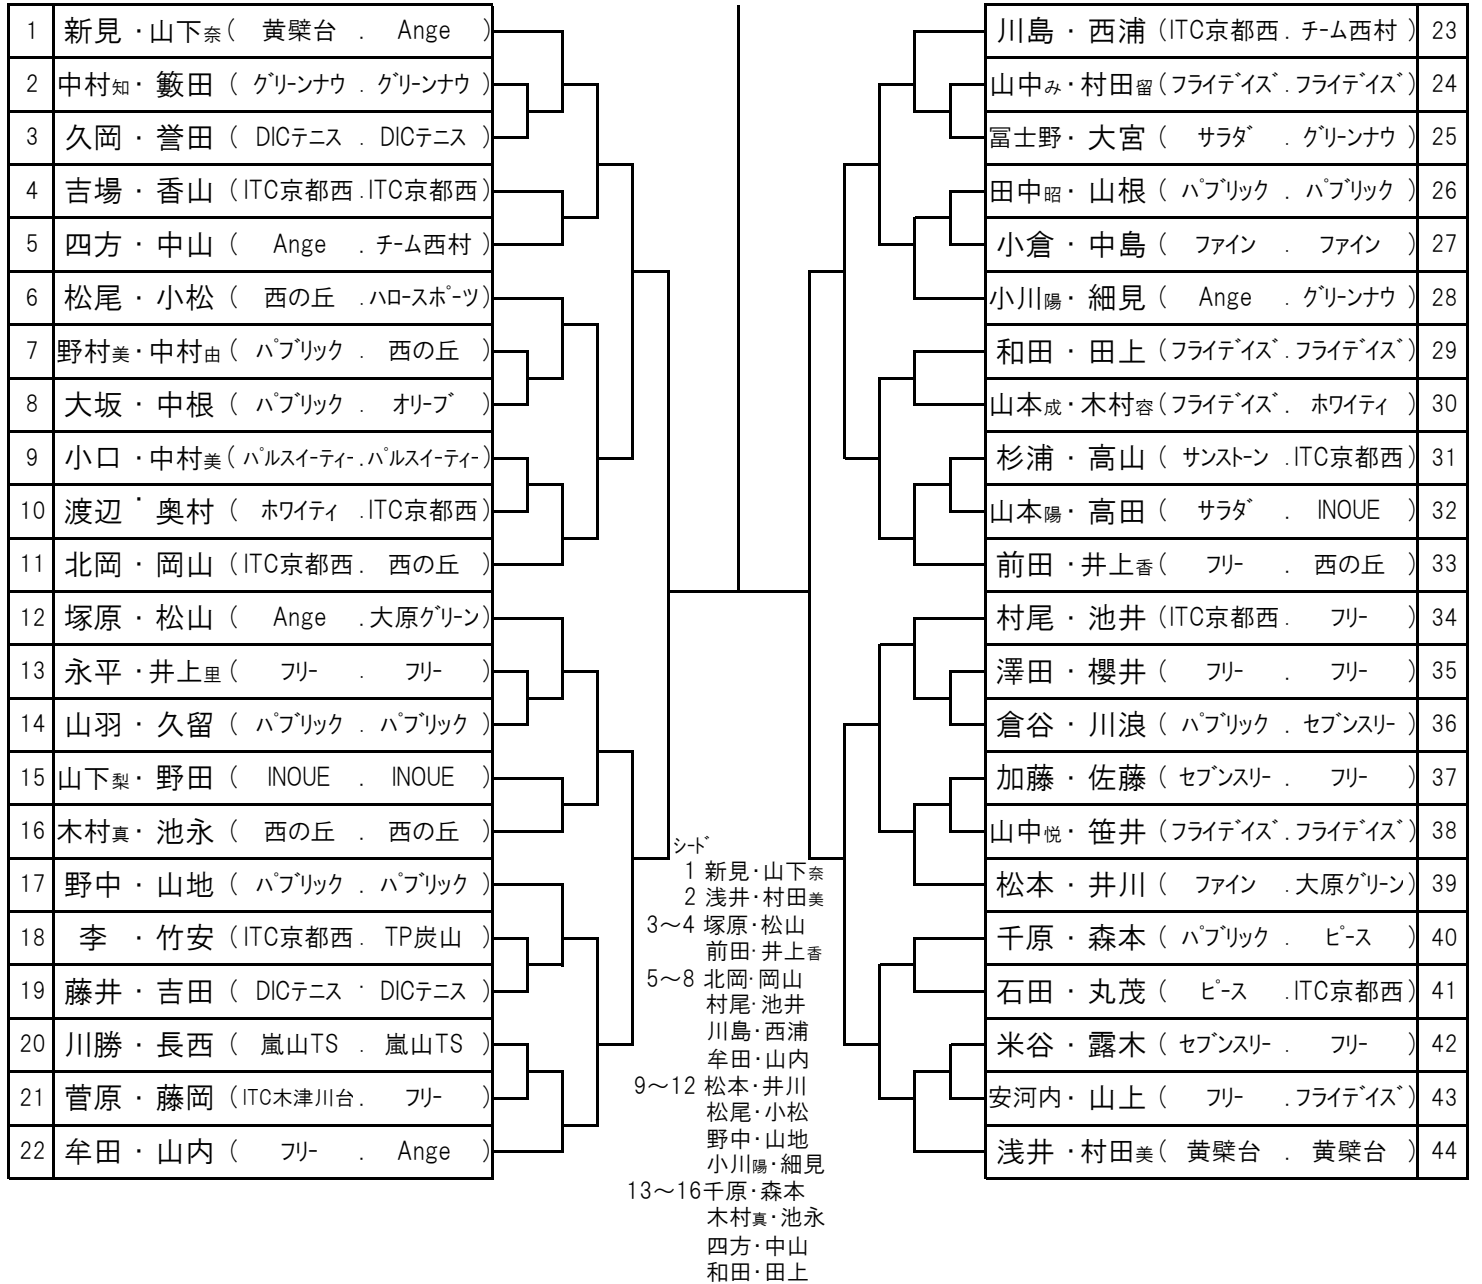 1 新見・山下奈( 黄檗台 . Ange )
2 中村知・籔田( グリーンナウ . グリーンナウ )
3 久岡・誉田( DICテニス . DICテニス )
4 吉場・香山(ITC京都西.ITC京都西)
5 四方・中山( Ange .チーム西村)
6 松尾・小松( 西の丘 .ハロースポーツ)
7 野村美・中村由( パブリック . 西の丘 )
8 大坂・中根( パブリック . オリーブ )
9 小口・中村美(パルスイーティー.パルスイーティー)
10 渡辺・奥村( ホワイティ .ITC京都西)
11 北岡・岡山(ITC京都西. 西の丘 )
12 塚原・松山( Ange .大原グリーン)
13 永平・井上里( フリー . フリー )
14 山羽・久留( パブリック . パブリック )
15 山下梨・野田( INOUE . INOUE )
16 木村真・池永( 西の丘 . 西の丘 )
17 野中・山地( パブリック . パブリック )
18 李 ・竹安(ITC京都西. TP炭山 )
19 藤井・吉田( DICテニス . DICテニス )
20 川勝・長西( 嵐山TS . 嵐山TS )
21 菅原・藤岡(ITC木津川台. フリー )
22 牟田・山内( フリー . Ange )
川島・西浦(ITC京都西.チーム西村) 23
山中み・村田留(フライデイズ.フライデイズ) 24
冨士野・大宮( サラダ . グリーンナウ ) 25
田中昭・山根( パブリック . パブリック ) 26
小倉・中島( ファイン . ファイン ) 27
小川陽・細見( Ange . グリーンナウ ) 28
和田・田上(フライデイズ.フライデイズ) 29
山本成・木村容(フライデイズ. ホワイティ ) 30
杉浦・高山( サンストーン .ITC京都西) 31
山本陽・高田( サラダ . INOUE ) 32
前田・井上香( フリー . 西の丘 ) 33
村尾・池井(ITC京都西. フリー ) 34
澤田・櫻井( フリー . フリー ) 35
倉谷・川浪( パブリック . セブンスリー ) 36
加藤・佐藤( セブンスリー . フリー ) 37
山中悦・笹井(フライデイズ.フライデイズ) 38
松本・井川( ファイン .大原グリーン) 39
千原・森本( パブリック . ピース ) 40
石田・丸茂( ピース .ITC京都西) 41
米谷・露木( セブンスリー . フリー ) 42
安河内・山上( フリー .フライデイズ) 43
浅井・村田美( 黄檗台 . 黄檗台 ) 44
シード
1 新見・山下奈
2 浅井・村田美
3～4 塚原・松山
前田・井上香
5～8 北岡・岡山
村尾・池井
川島・西浦
牟田・山内
9～12 松本・井川
松尾・小松
野中・山地
小川陽・細見
13～16 千原・森本
木村真・池永
四方・中山
和田・田上